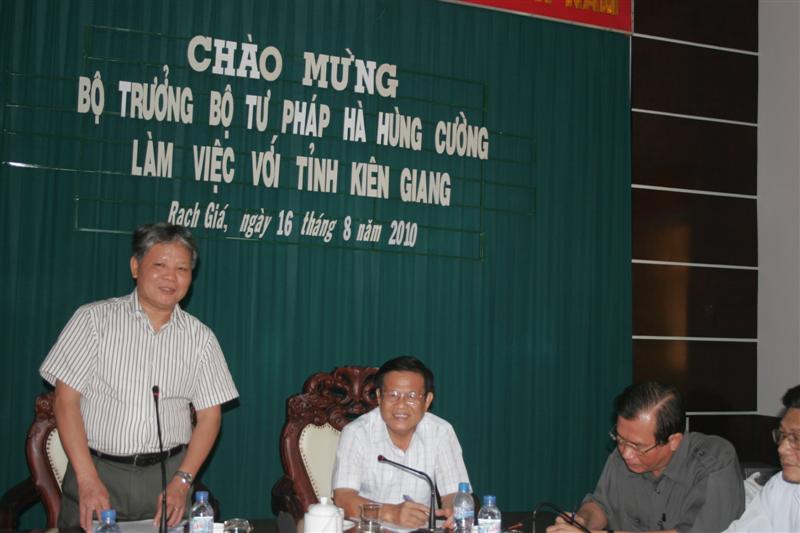 CHÀO MỪNG
BỘ TRƯỞNG BỘ TƯ PHÁP HÀ HÙNG CƯỜNG
LÀM VIỆC VỚI TỈNH KIÊN GIANG
Rạch Giá, ngày 16 tháng 8 năm 2010